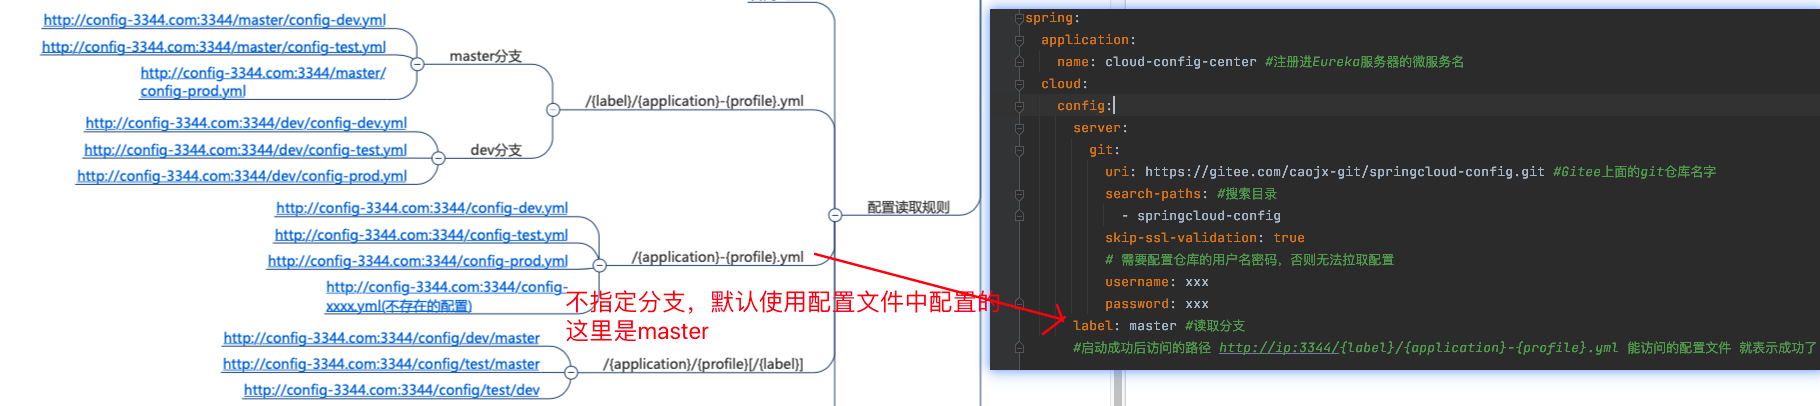 http://config-3344.com:3344/master/config-dev.yml
http://config-3344.com:3344/master/config-test.yml
http://config-3344.com:3344/master/
config-prod.yml
master分支
http://config-3344.com:3344/dev/config-dev.yml
http://config-3344.com:3344/dev/config-test.yml
http://config-3344.com:3344/dev/config-prod.yml
dev分支
/{label}/{application}-{profile}.yml
http://config-3344.com:3344/config-dev.yml
http://config-3344.com:3344/config-test.yml
http://config-3344.com:3344/config-prod.yml
http://config-3344.com:3344/config-
xxxx.yml(不存在的配置)
/{application}-{profile}.yml
不指定分支，默认使用配置文件中配置的
这里是master
http://config-3344.com:3344/config/dev/master
http://config-3344.com:3344/config/test/master
http://config-3344.com:3344/config/test/dev
/{application}/{profile}[/{label}]
配置读取规则
spring:
application:
name: cloud-config-center #注册进Eureka服务器的微服务名
cloud:
config:
server:
git:
uri: https://gitee.com/caojx-git/springcloud-config.git #Gitee上面的git仓库名字
search-paths: #搜索目录
- springcloud-config
skip-ssl-validation: true
# 需要配置仓库的用户名密码，否则无法拉取配置
username: xxx
password: xxx
label: master #读取分支
#启动成功后访问的路径 http://ip:3344/{label}/{application}-{profile}.yml 能访问的配置文件 就表示成功了